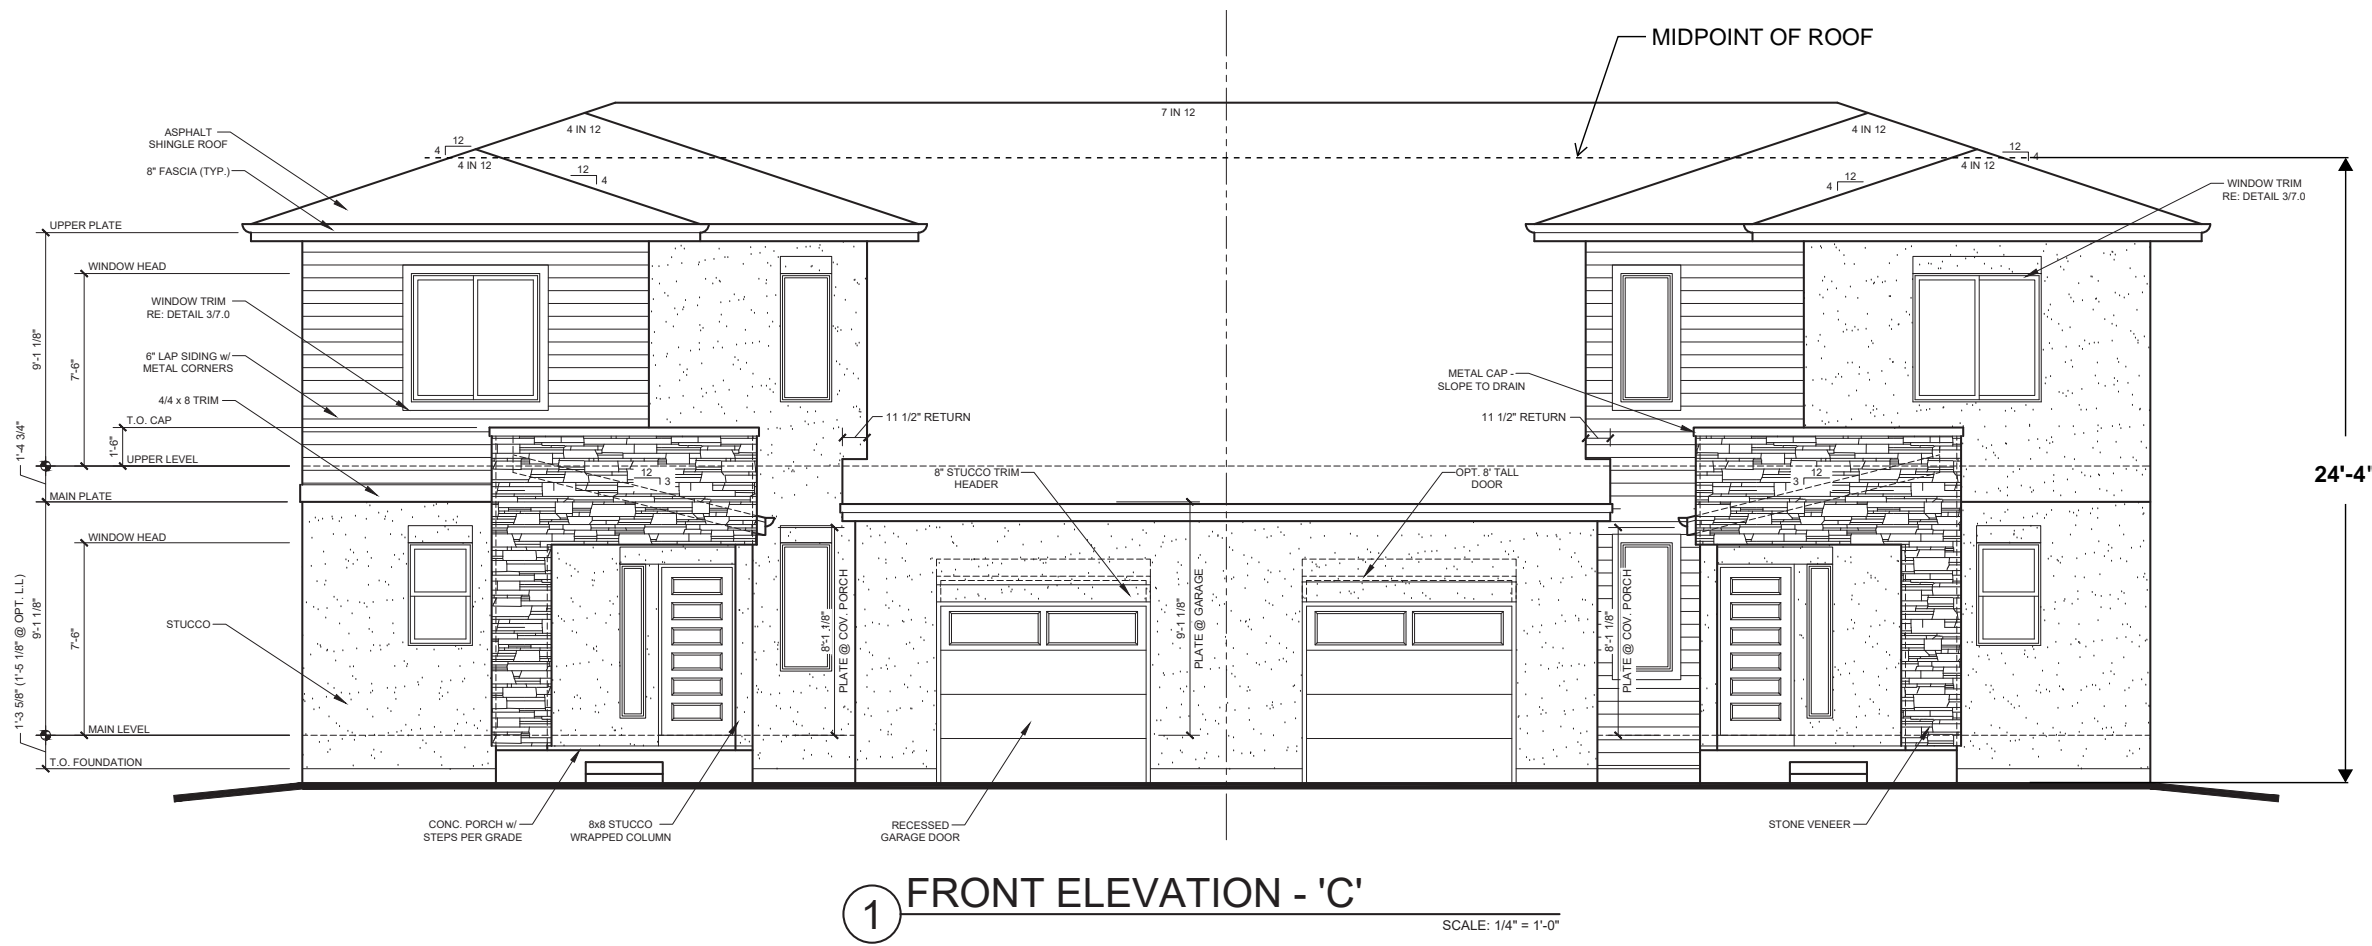 MIDPOINT OF ROOF
7 IN 12
ASPHALT
SHINGLE ROOF
12
4
4 IN 12
4 IN 12
12
4
8" FASCIA (TYP.)
4 IN 12
12
4
4 IN 12
12
4
WINDOW TRIM
RE: DETAIL 3/7.0
UPPER PLATE
WINDOW HEAD
WINDOW TRIM
RE: DETAIL 3/7.0
9'-1 1/8"
7'-6"
6" LAP SIDING w/
METAL CORNERS
4/4 x 8 TRIM
T.O. CAP
1'-6"
1'-4 3/4"
UPPER LEVEL
MAIN PLATE
11 1/2" RETURN
METAL CAP -
SLOPE TO DRAIN
11 1/2" RETURN
12
3
8" STUCCO TRIM
HEADER
OPT. 8' TALL
DOOR
12
3
24'-4'
WINDOW HEAD
9'-1 1/8"
7'-6"
STUCCO
8'-1 1/8"
PLATE @ COV. PORCH
9'-1 1/8"
PLATE @ GARAGE
8'-1 1/8"
PLATE @ COV. PORCH
1'-3 5/8" (1'-5 1/8" @ OPT. L.L)
MAIN LEVEL
T.O. FOUNDATION
CONC. PORCH w/
STEPS PER GRADE
8x8 STUCCO
WRAPPED COLUMN
RECESSED
GARAGE DOOR
STONE VENEER
1
FRONT ELEVATION - 'C'
SCALE: 1/4" = 1'-0"